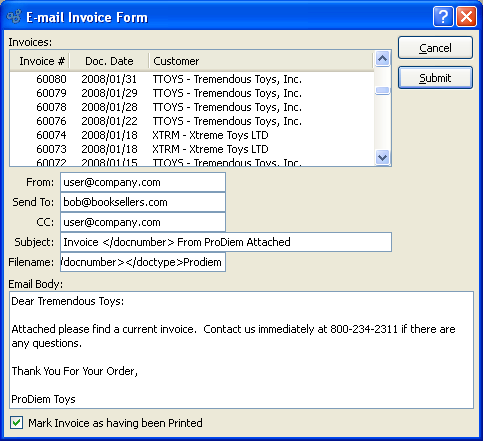 E-mail Invoice Form
Invoices:
Invoice # Doc. Date Customer
60080 2008/01/31 TTOYS - Tremendous Toys, Inc.
60079 2008/01/29 TTOYS - Tremendous Toys, Inc.
60078 2008/01/28 TTOYS - Tremendous Toys, Inc.
60076 2008/01/22 TTOYS - Tremendous Toys, Inc.
60074 2008/01/18 XTRM - Xtreme Toys LTD
60073 2008/01/18 XTRM - Xtreme Toys LTD
60072 2008/01/15 TTOYS - Tremendous Toys, Inc.
Cancel
Submit
From: user@company.com
Send To: bob@booksellers.com
CC: user@company.com
Subject: Invoice </docnumber> From ProDiem Attached
Filename: /docnumber></doctype>Prodiem
Email Body:
Dear Tremendous Toys:
Attached please find a current invoice. Contact us immediately at 800-234-2311 if there are
any questions.
Thank You For Your Order,
ProDiem Toys
Mark Invoice as having been Printed